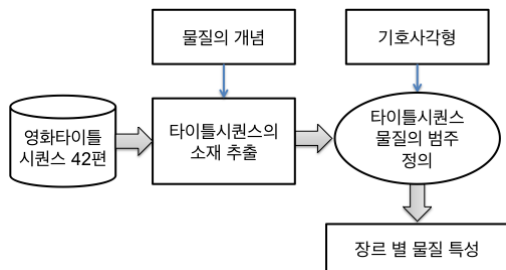 물질의 개념
기호사각형
영화타이틀
시퀀스 42편
타이틀시퀀스의
소재 추출
타이틀시퀀스
물질의 범주
정의
장르 별 물질 특성